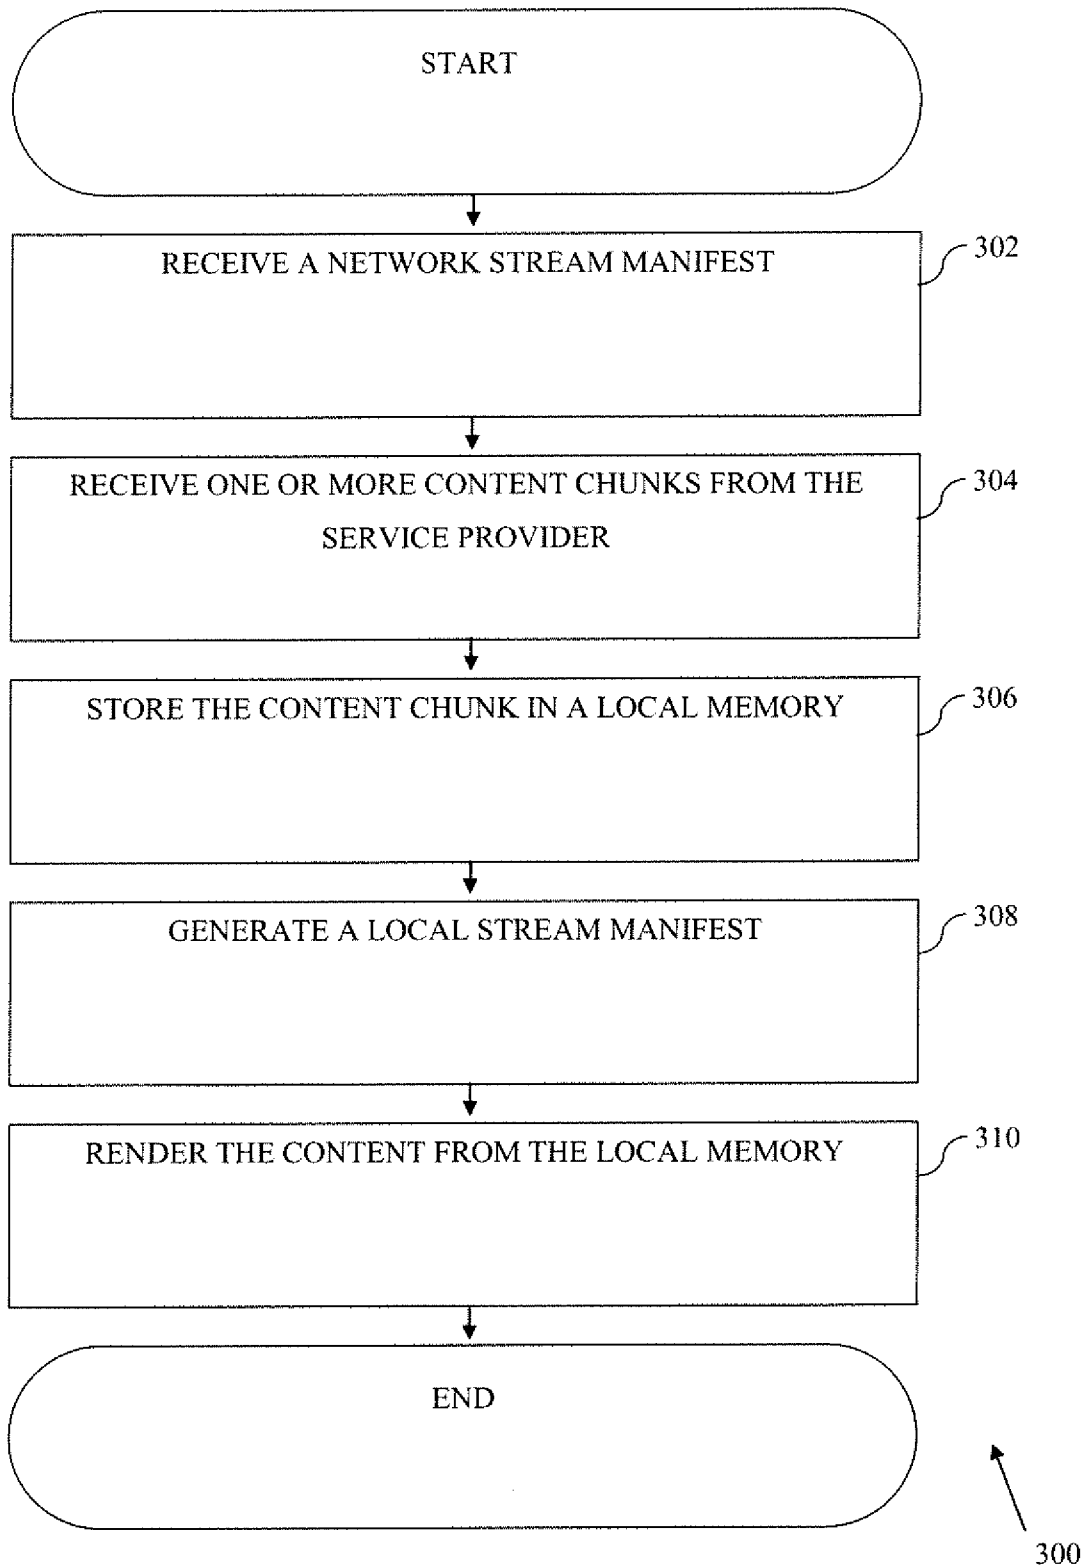 START
RECEIVE A NETWORK STREAM MANIFEST
302
RECEIVE ONE OR MORE CONTENT CHUNKS FROM THE
SERVICE PROVIDER
304
STORE THE CONTENT CHUNK IN A LOCAL MEMORY
306
GENERATE A LOCAL STREAM MANIFEST
308
RENDER THE CONTENT FROM THE LOCAL MEMORY
310
END
300